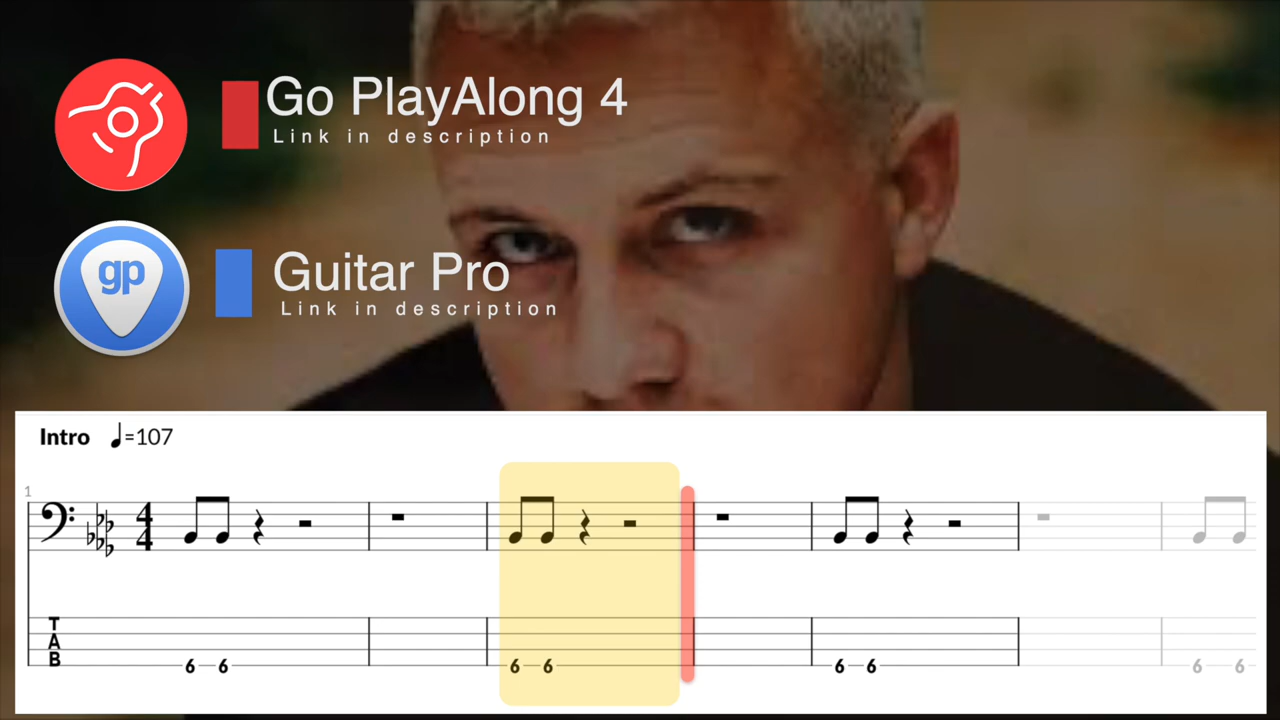 Go PlayAlong 4
Link in description
gp
Guitar Pro
Link in description
Intro ♩=107
1
4
4
T
A
B
6 6 6 6 6 6 6 6